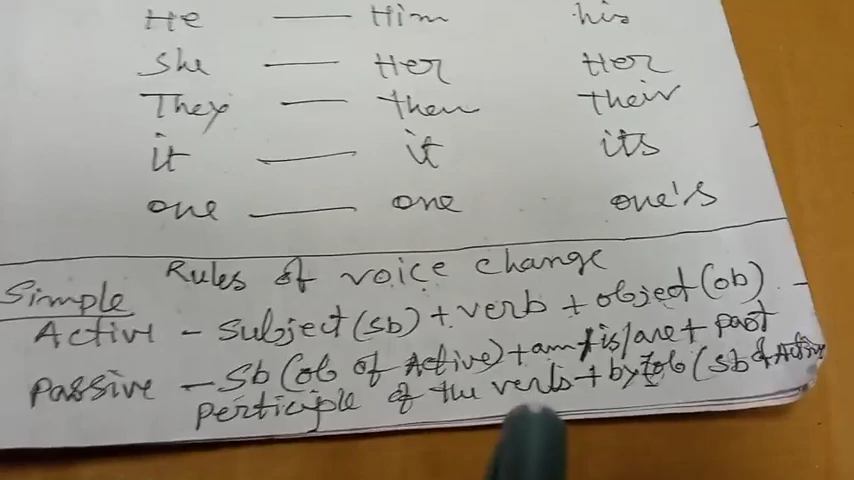 He — Him his
She — Her Her
They — them their
it — it its
one — one one's
Rules of voice change
Simple
Active - Subject (sb) + verb + object (ob)
Passive - Sb (ob of Active) + am / is / are + past
perticiple of the verb + by + ob (sb of Active